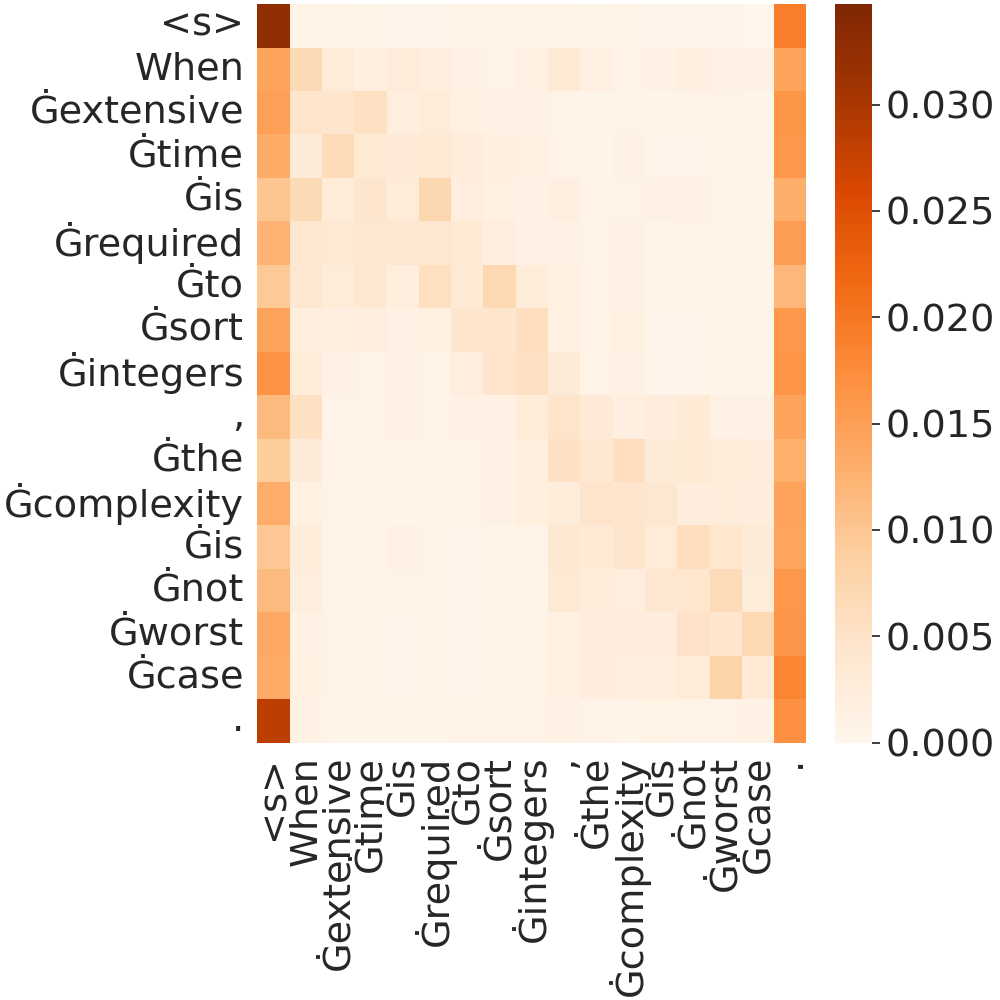 <s>
When
Ġextensive
Ġtime
Ġis
Ġrequired
Ġto
Ġsort
Ġintegers
,
Ġthe
Ġcomplexity
Ġis
Ġnot
Ġworst
Ġcase
.
<s>
When
Ġextensive
Ġtime
Ġis
Ġrequired
Ġto
Ġsort
Ġintegers
,
Ġthe
Ġcomplexity
Ġis
Ġnot
Ġworst
Ġcase
.
0.030
0.025
0.020
0.015
0.010
0.005
0.000